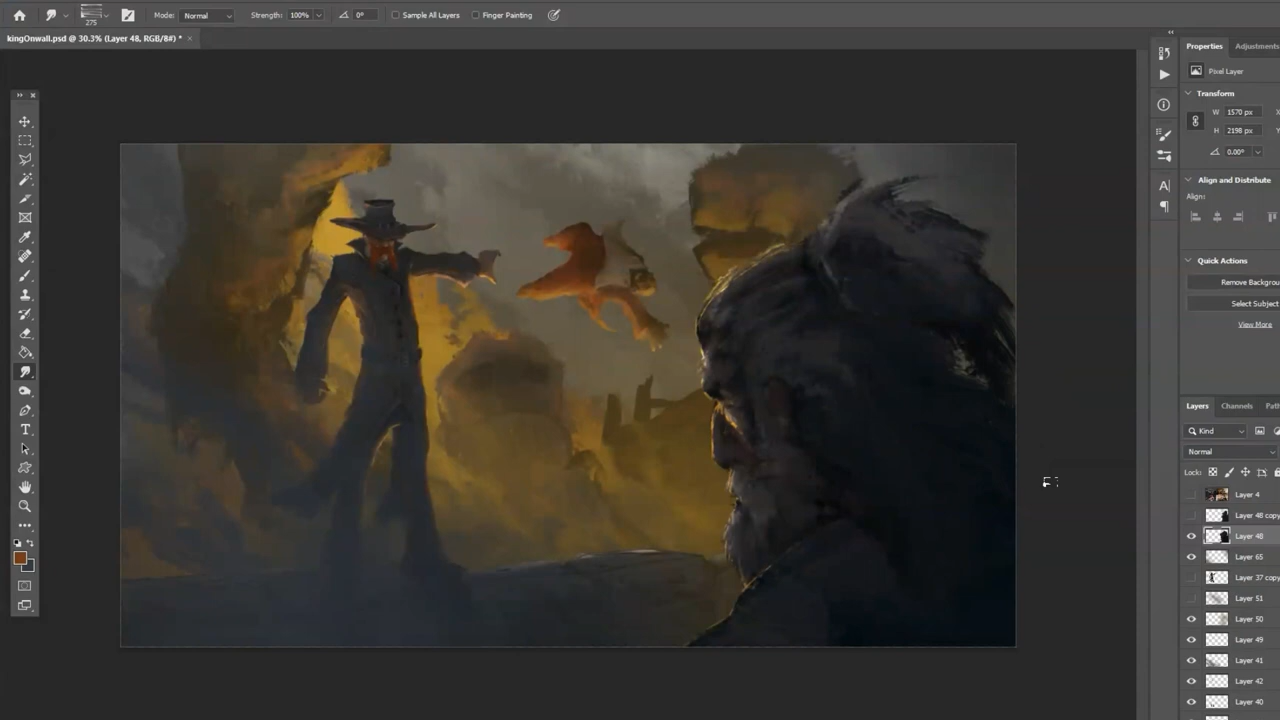 275
Mode: Normal
Strength: 100%
0°
Sample All Layers
Finger Painting
kingOnwall.psd @ 30.3% (Layer 48, RGB/8#) *
Properties Adjustments
Pixel Layer
Transform
W 1570 px X
H 2198 px Y
0.00°
Align and Distribute
Align:
Quick Actions
Remove Backgrou
Select Subject
View More
Layers Channels Path
Kind
Normal
Lock:
Layer 4
Layer 48 copy
Layer 48
Layer 65
Layer 37 copy
Layer 51
Layer 50
Layer 49
Layer 41
Layer 42
Layer 40